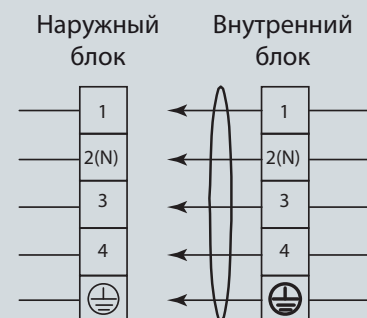 Наружный
блок
Внутренний
блок
1
2(N)
3
4
1
2(N)
3
4